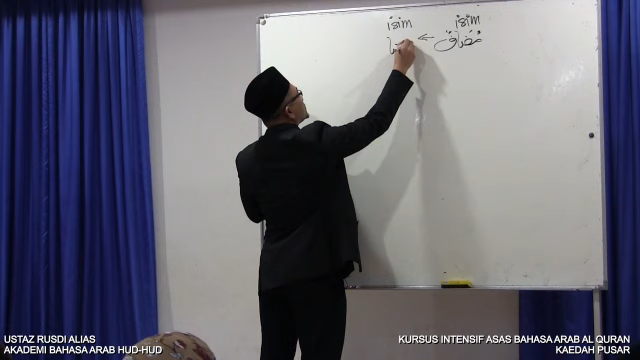 isim isim
مُضَاف ←
USTAZ RUSDI ALIAS
AKADEMI BAHASA ARAB HUD-HUD
KURSUS INTENSIF ASAS BAHASA ARAB AL QURAN
KAEDAH PUSAR